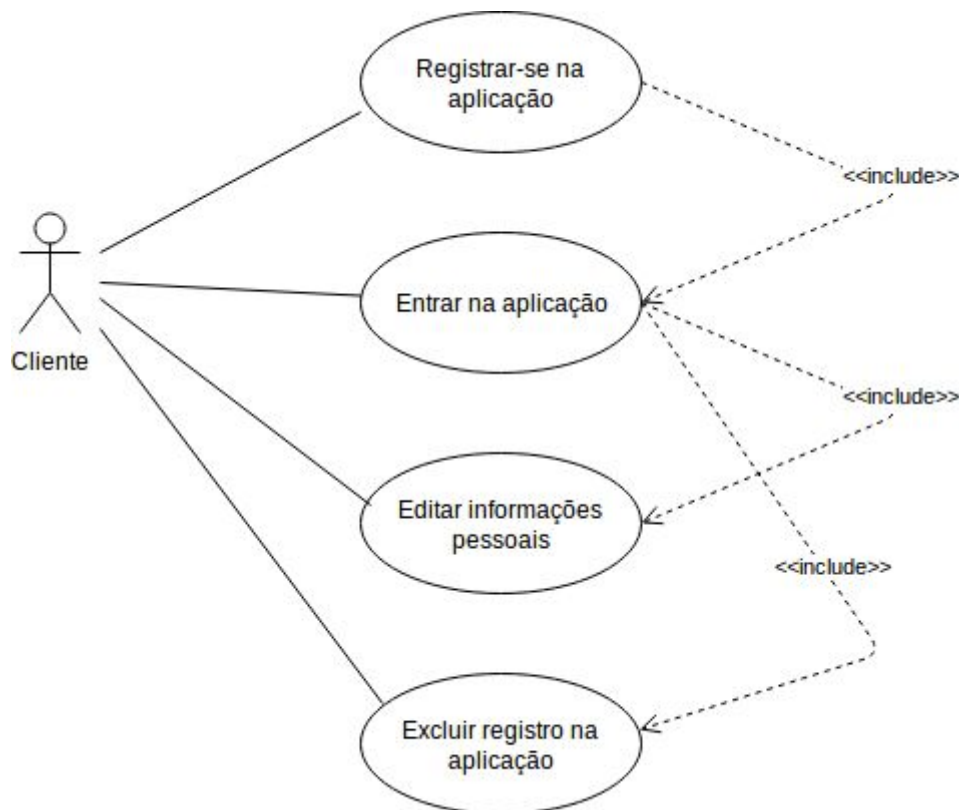 Registrar-se na
aplicação
<<include>>
Entrar na aplicação
Cliente
<<include>>
Editar informações
pessoais
<<include>>
Excluir registro na
aplicação